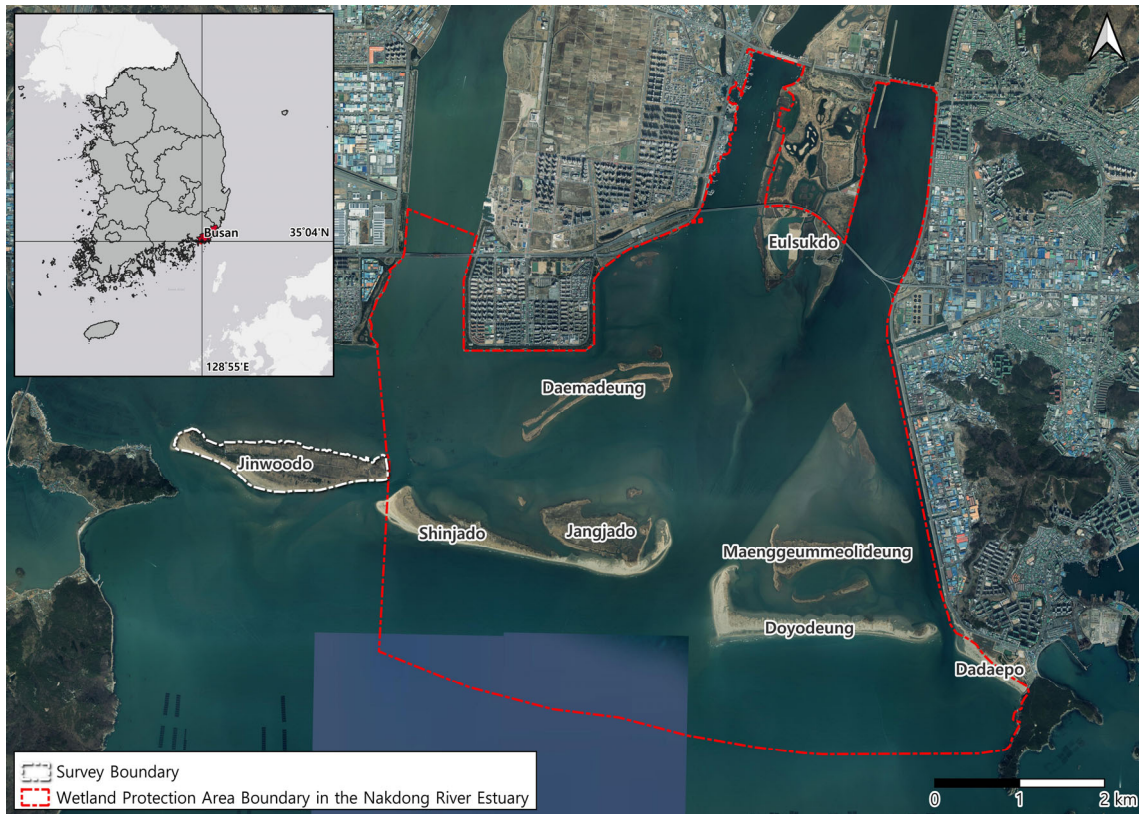 Busan
35°04'N
128°55'E
Eulsukdo
Daemadeung
Jinwoodo
Shinjado
Jangjado
Maenggeummeolideung
Doyodeung
Dadaepo
Survey Boundary
Wetland Protection Area Boundary in the Nakdong River Estuary
0 1 2 km